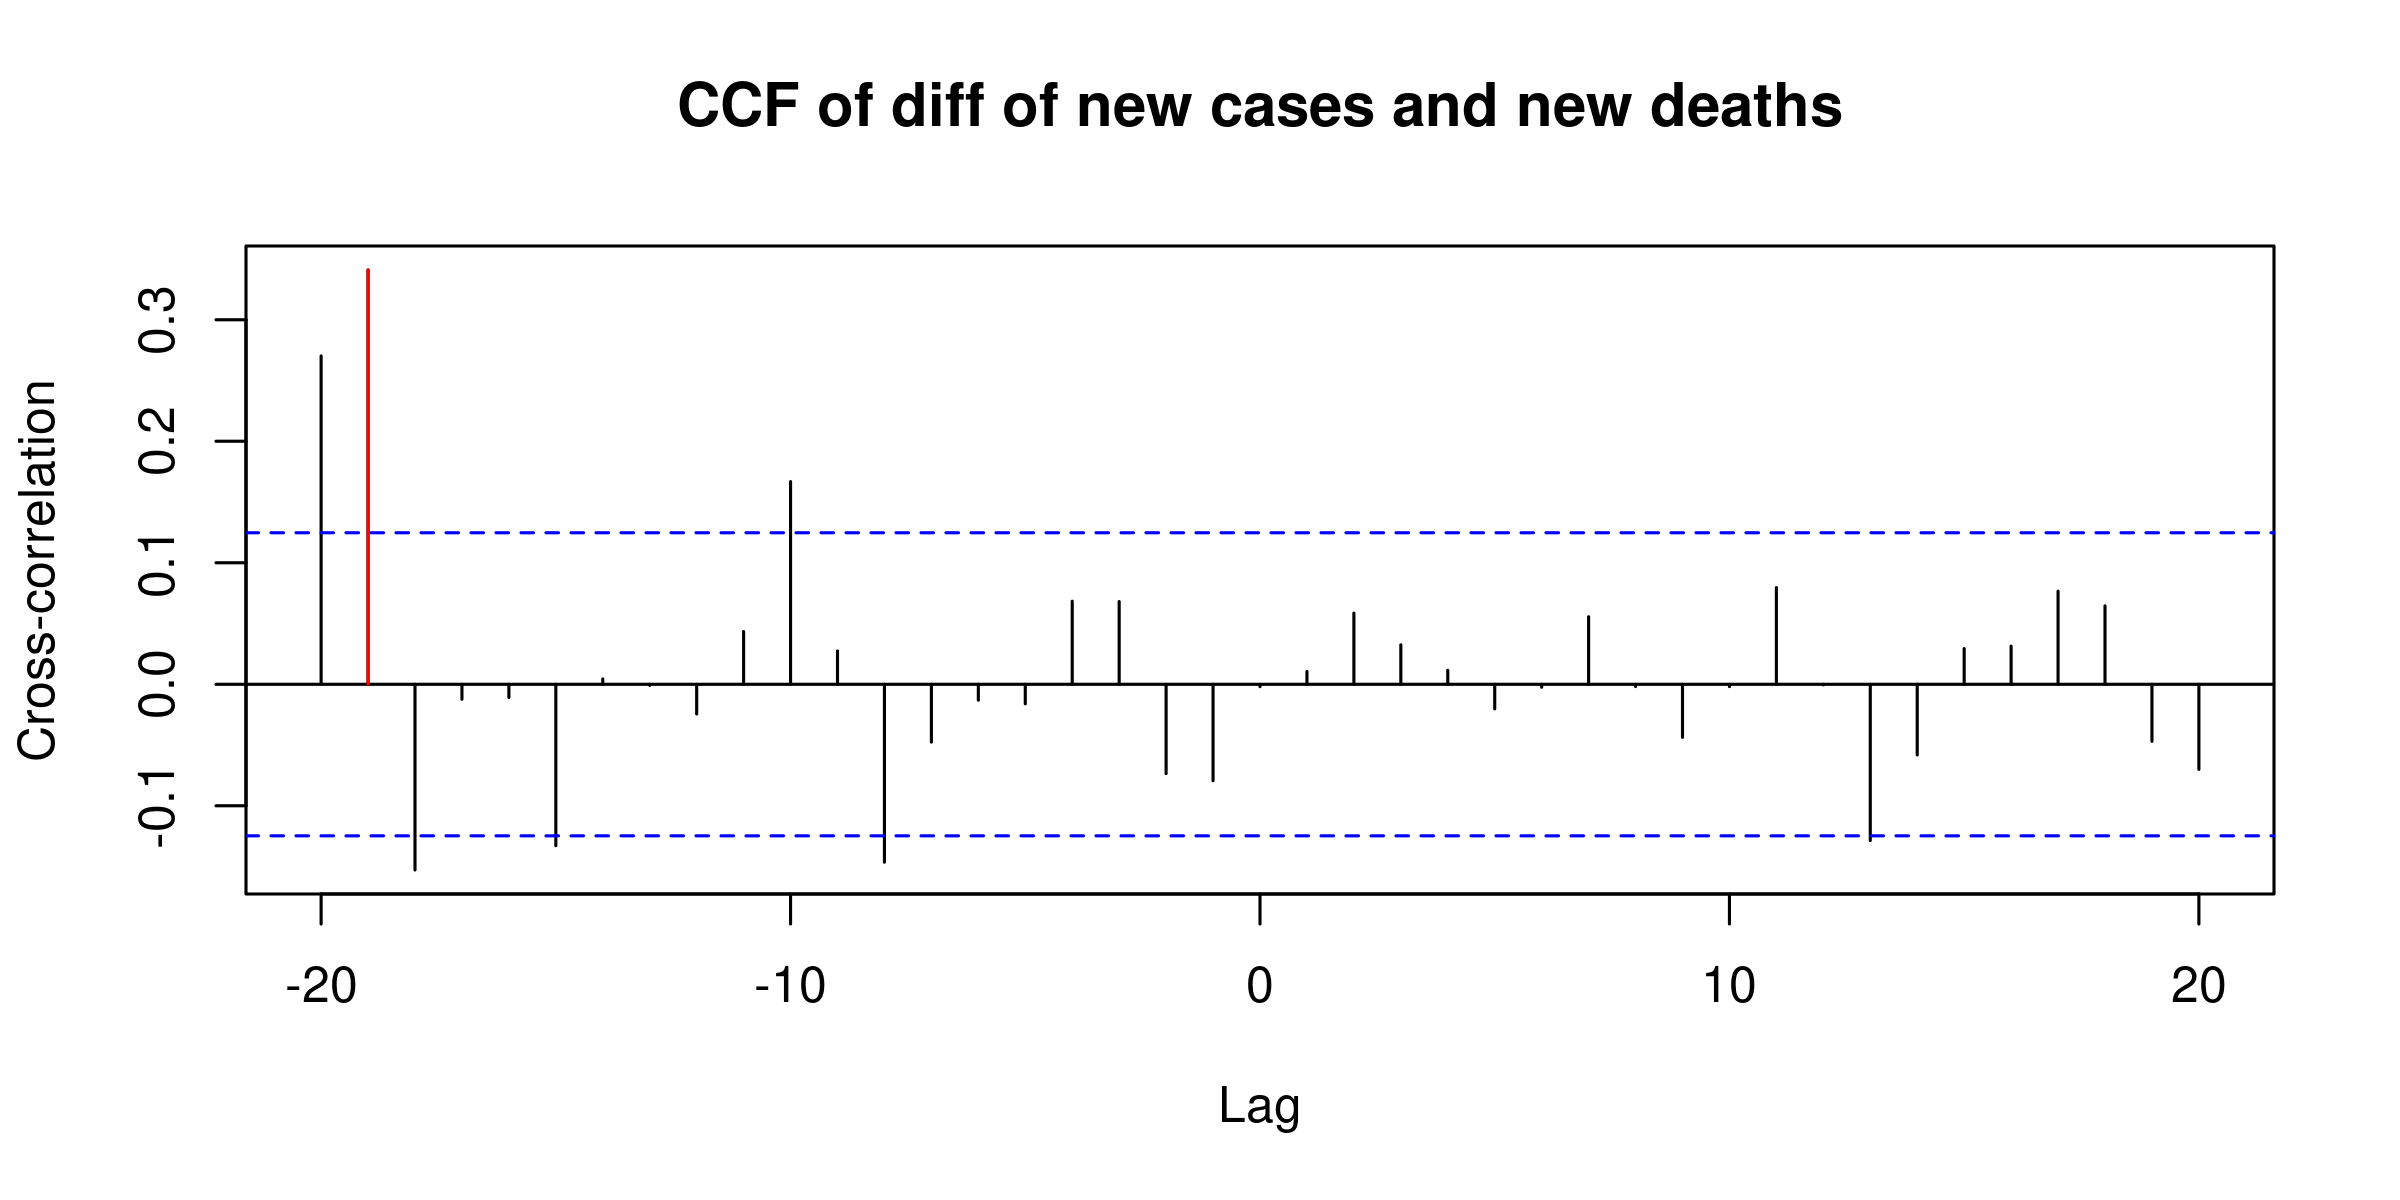 CCF of diff of new cases and new deaths
Cross-correlation
0.3
0.2
0.1
0.0
-0.1
-20 -10 0 10 20
Lag